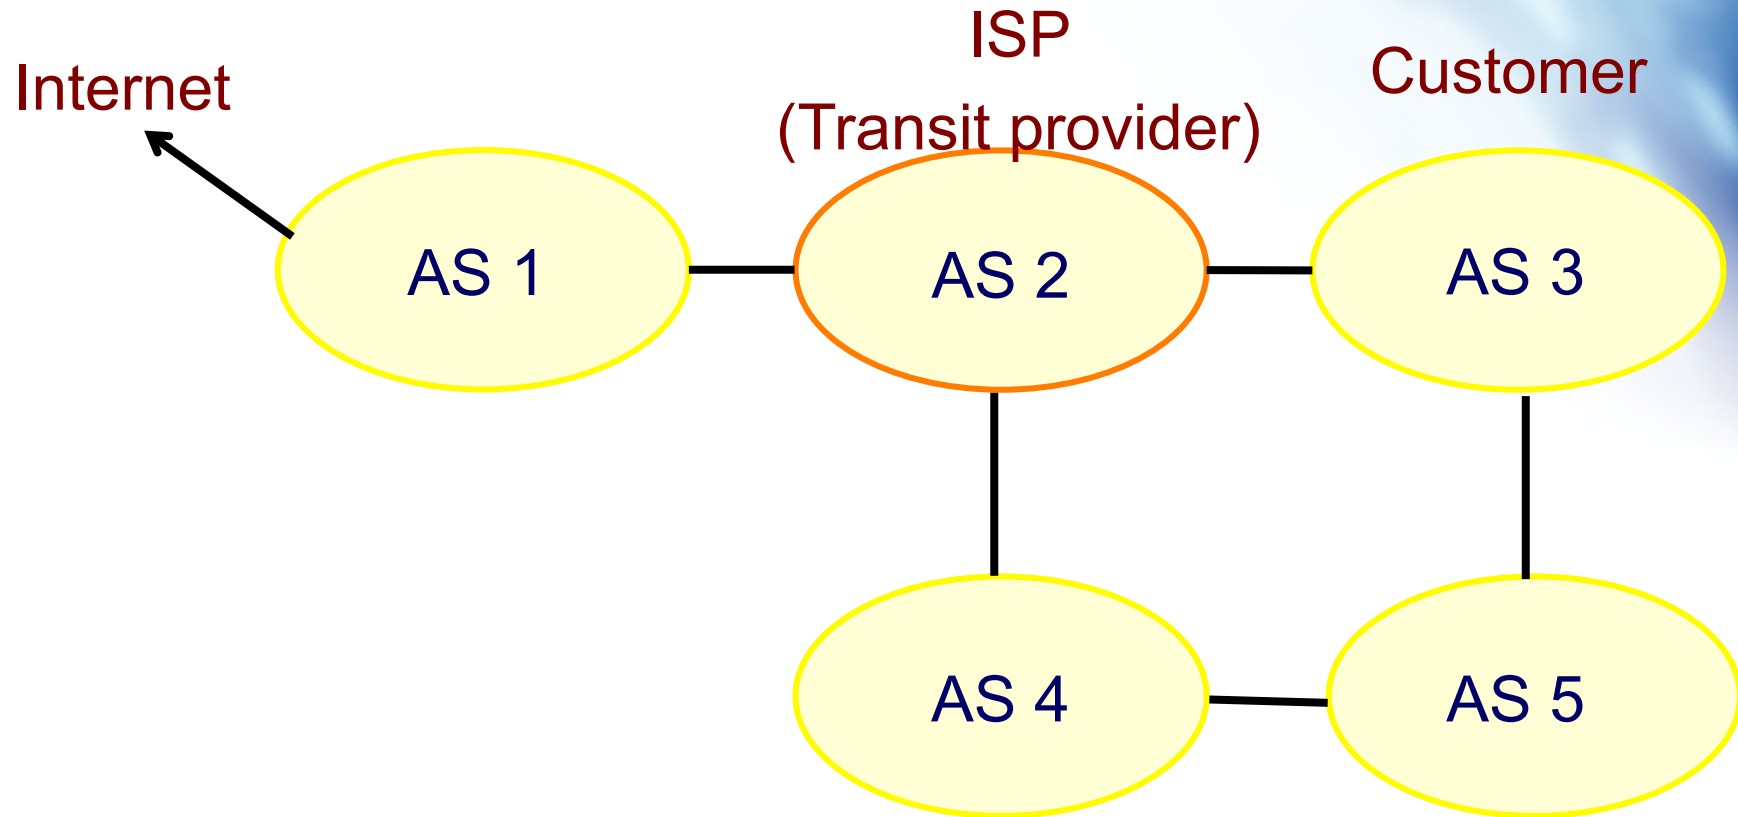 ISP
(Transit provider)
Internet
Customer
AS 1
AS 2
AS 3
AS 4
AS 5